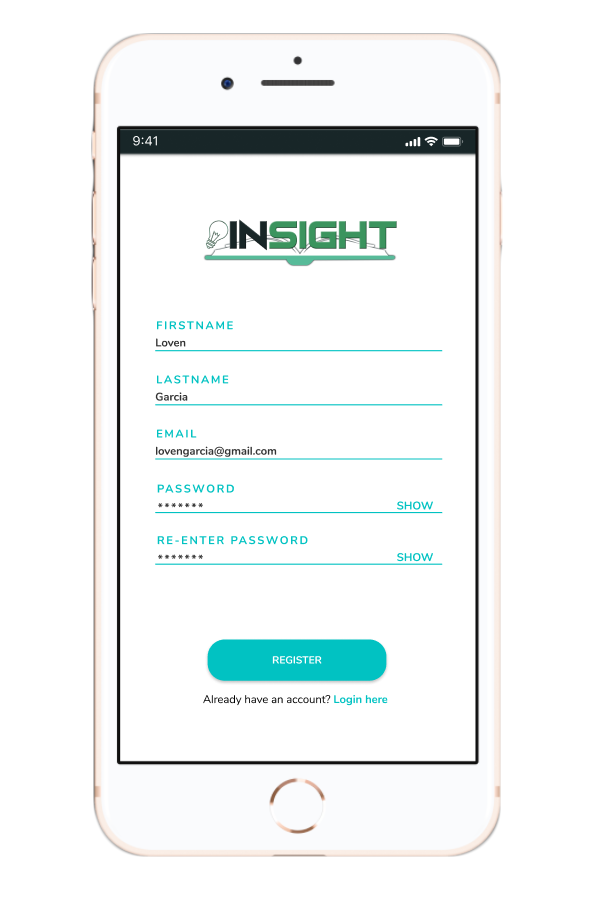 9:41
INSIGHT
FIRSTNAME
Loven
LASTNAME
Garcia
EMAIL
lovengarcia@gmail.com
PASSWORD
******* SHOW
RE-ENTER PASSWORD
******* SHOW
REGISTER
Already have an account? Login here